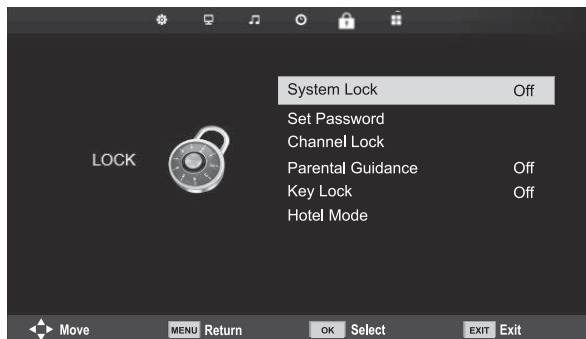 LOCK
System Lock Off
Set Password
Channel Lock
Parental Guidance Off
Key Lock Off
Hotel Mode
Move MENU Return OK Select EXIT Exit